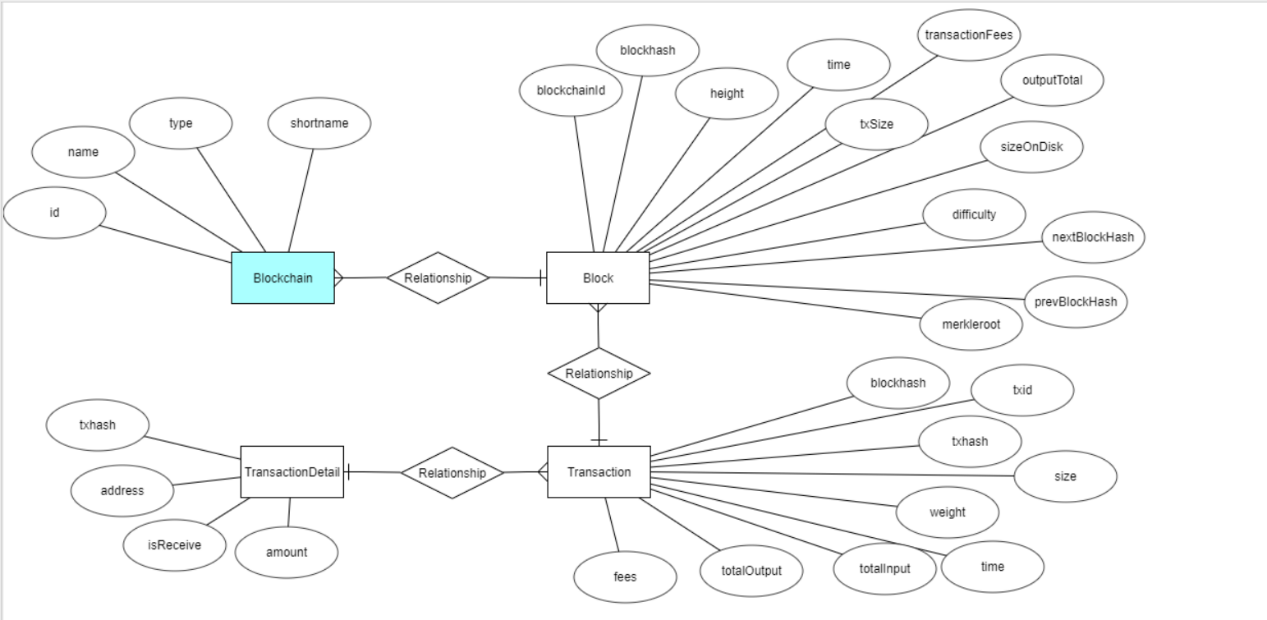 transactionFees
blockhash
time
outputTotal
blockchainId
height
type
shortname
txSize
name
sizeOnDisk
id
difficulty
nextBlockHash
Blockchain
Relationship
Block
prevBlockHash
merkleroot
Relationship
blockhash
txid
txhash
txhash
TransactionDetail
Relationship
Transaction
size
address
weight
isReceive
amount
fees
totalOutput
totalInput
time